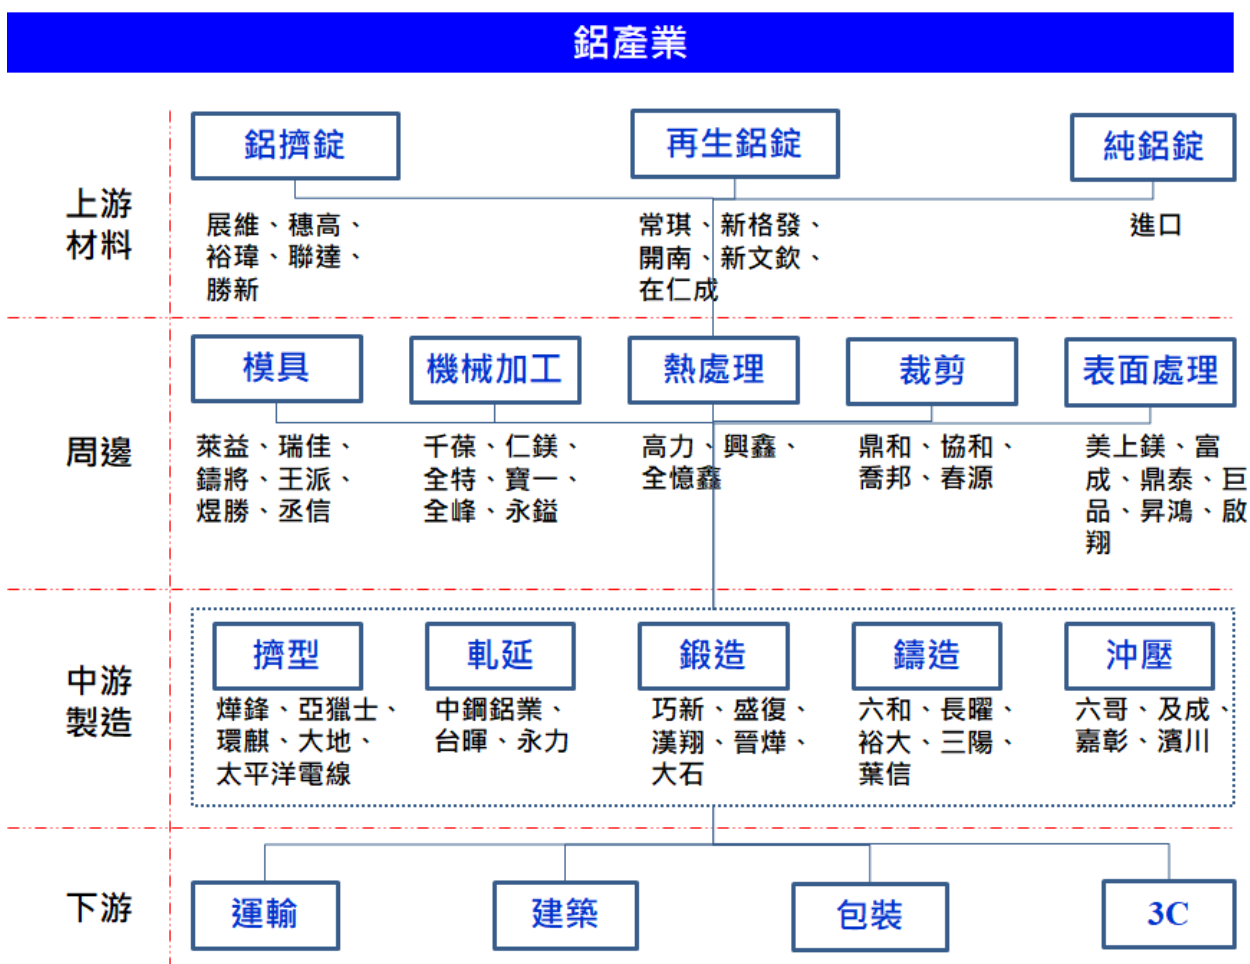 鋁產業
上游
材料
鋁擠錠
再生鋁錠
純鋁錠
展維、穗高、
裕瑋、聯達、
勝新
常琪、新格發、
開南、新文欽、
在仁成
進口
周邊
模具
機械加工
熱處理
裁剪
表面處理
萊益、瑞佳、
鑄將、王派、
煜勝、丞信
千葆、仁鎂、
全特、寶一、
全峰、永鎰
高力、興鑫、
全憶鑫
鼎和、協和、
喬邦、春源
美上鎂、富
成、鼎泰、巨
品、昇鴻、啟
翔
中游
製造
擠型
軋延
鍛造
鑄造
沖壓
燁鋒、亞獵士、
環麒、大地、
太平洋電線
中鋼鋁業、
台暉、永力
巧新、盛復、
漢翔、晉燁、
大石
六和、長曜、
裕大、三陽、
葉信
六哥、及成、
嘉彰、濱川
下游
運輸
建築
包裝
3C